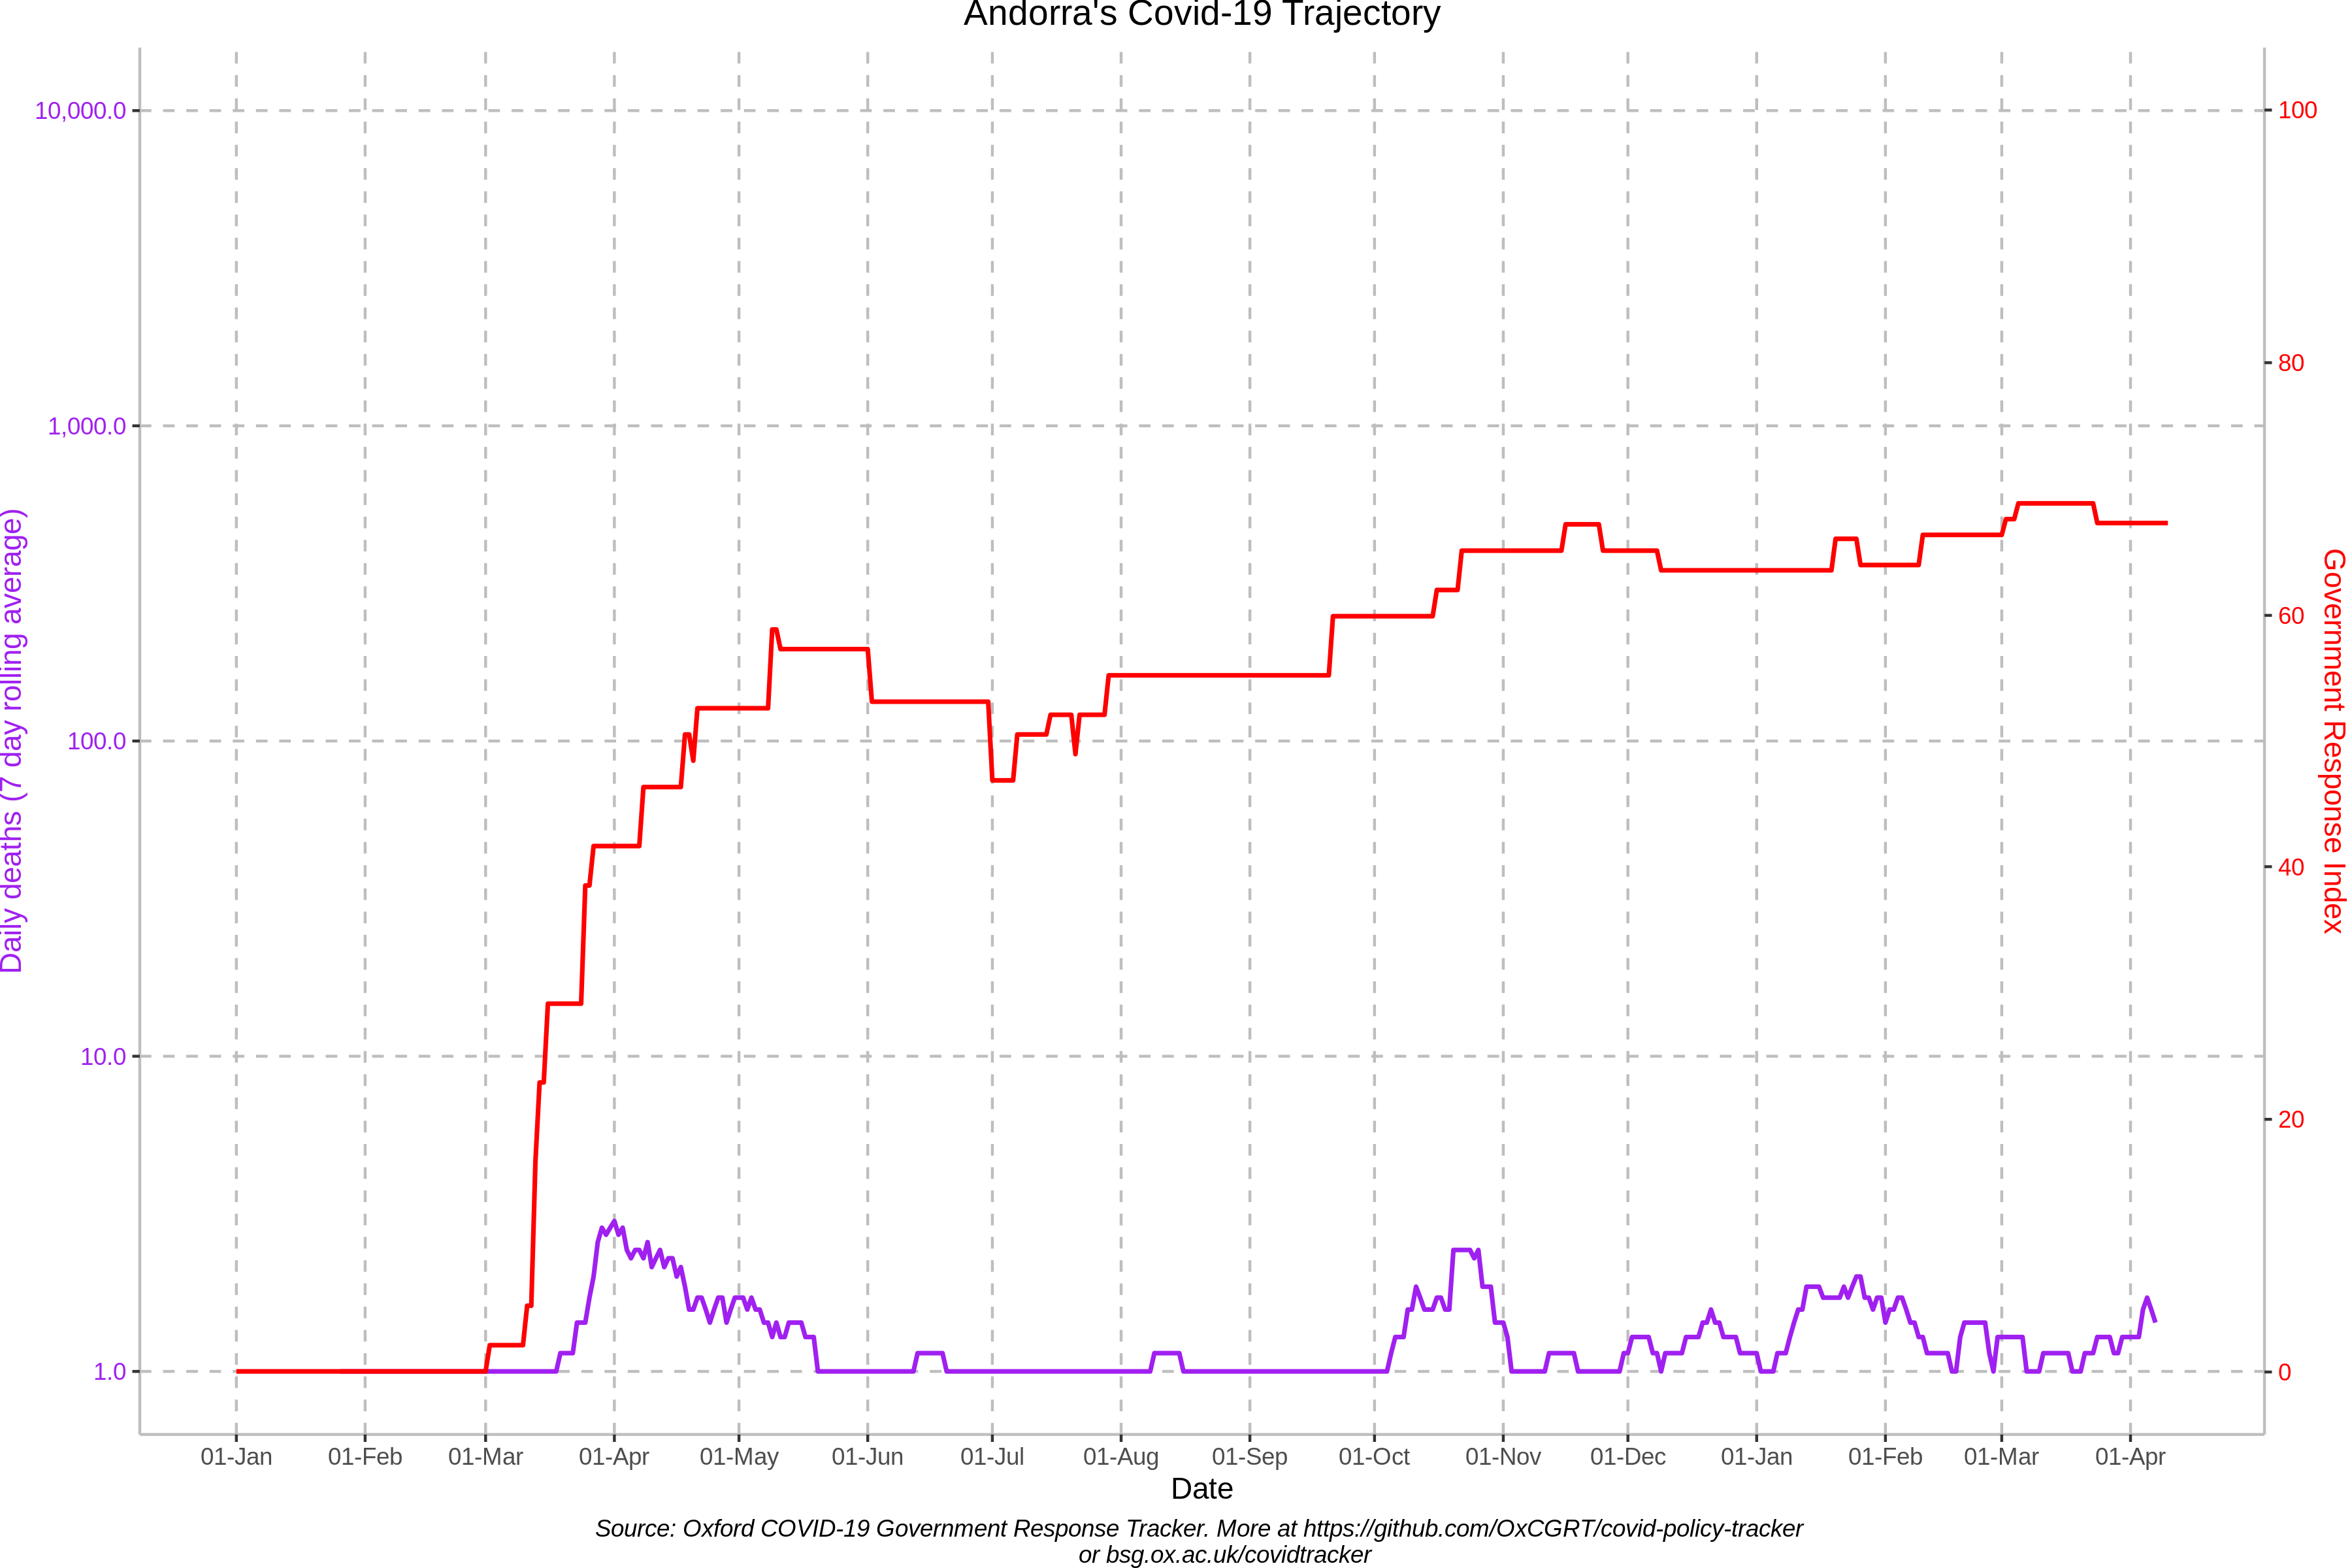 Andorra's Covid-19 Trajectory
10,000.0
1,000.0
100.0
10.0
1.0
Daily deaths (7 day rolling average)
100
80
60
40
20
0
Government Response Index
01-Jan 01-Feb 01-Mar 01-Apr 01-May 01-Jun 01-Jul 01-Aug 01-Sep 01-Oct 01-Nov 01-Dec 01-Jan 01-Feb 01-Mar 01-Apr
Date
Source: Oxford COVID-19 Government Response Tracker. More at https://github.com/OxCGRT/covid-policy-tracker
or bsg.ox.ac.uk/covidtracker